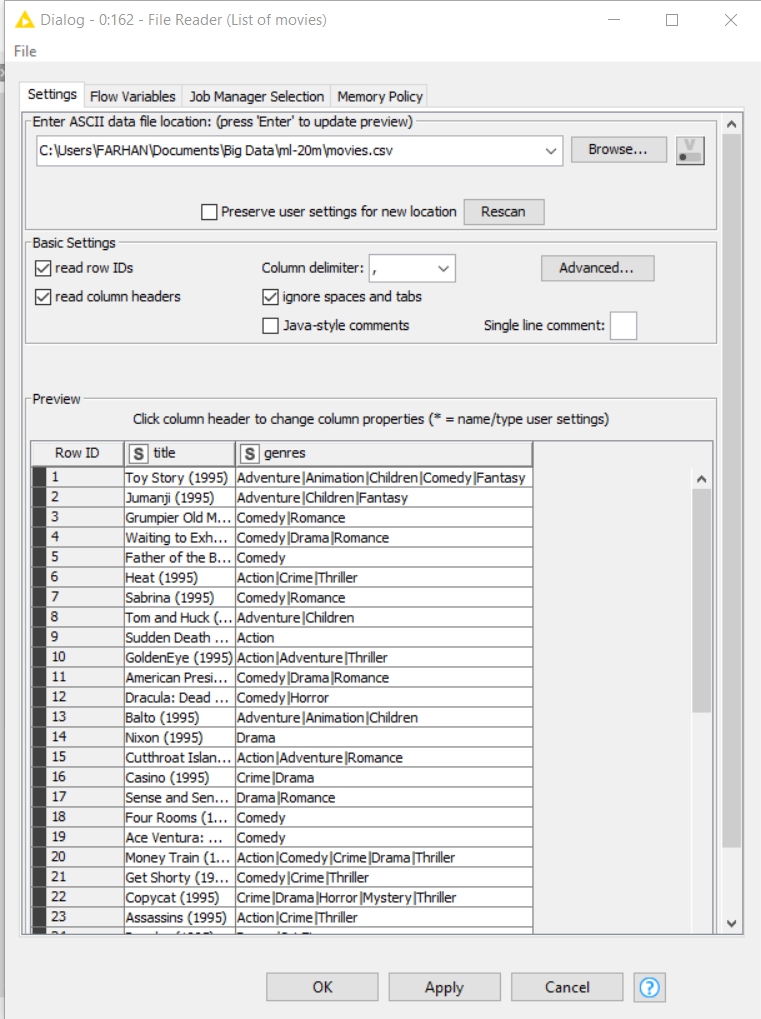 Dialog - 0:162 - File Reader (List of movies)
File
Settings Flow Variables Job Manager Selection Memory Policy
Enter ASCII data file location: (press 'Enter' to update preview)
C:\Users\FARHAN\Documents\Big Data\ml-20m\movies.csv Browse... V
Preserve user settings for new location Rescan
Basic Settings
read row IDs Column delimiter: , Advanced...
read column headers ignore spaces and tabs
Java-style comments Single line comment:
Preview
Click column header to change column properties (* = name/type user settings)
Row ID S title S genres
1 Toy Story (1995) Adventure|Animation|Children|Comedy|Fantasy
2 Jumanji (1995) Adventure|Children|Fantasy
3 Grumpier Old M... Comedy|Romance
4 Waiting to Exh... Comedy|Drama|Romance
5 Father of the B... Comedy
6 Heat (1995) Action|Crime|Thriller
7 Sabrina (1995) Comedy|Romance
8 Tom and Huck (... Adventure|Children
9 Sudden Death ... Action
10 GoldenEye (1995) Action|Adventure|Thriller
11 American Presi... Comedy|Drama|Romance
12 Dracula: Dead ... Comedy|Horror
13 Balto (1995) Adventure|Animation|Children
14 Nixon (1995) Drama
15 Cutthroat Islan... Action|Adventure|Romance
16 Casino (1995) Crime|Drama
17 Sense and Sen... Drama|Romance
18 Four Rooms (1... Comedy
19 Ace Ventura: ... Comedy
20 Money Train (1... Action|Comedy|Crime|Drama|Thriller
21 Get Shorty (19... Comedy|Crime|Thriller
22 Copycat (1995) Crime|Drama|Horror|Mystery|Thriller
23 Assassins (1995) Action|Crime|Thriller
OK Apply Cancel ?